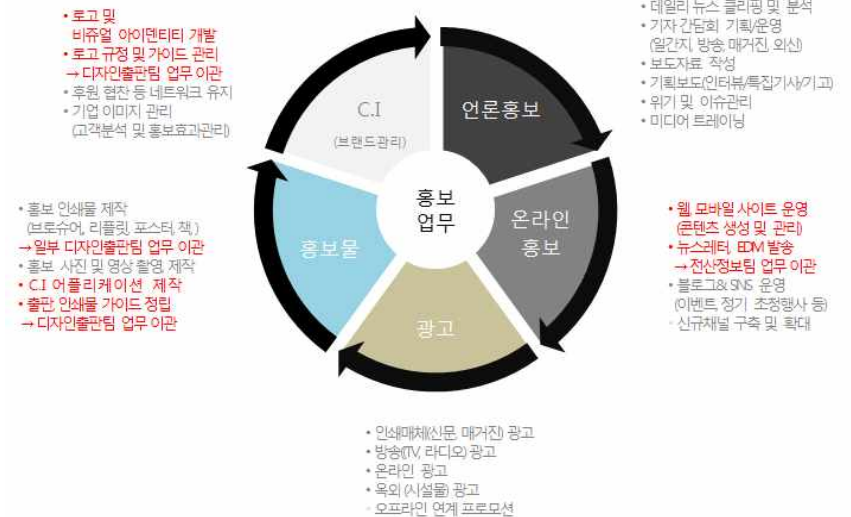 • 로고 및
비쥬얼 아이덴티티 개발
• 로고 규정 및 가이드 관리
→ 디자인출판팀 업무 이관
• 후원 협찬 등 네트워크 유지
• 기업 이미지 관리
(고객분석 및 홍보효과관리)
• 데일리 뉴스 클리핑 및 분석
• 기자 간담회 기획/운영
(일간지, 방송, 매거진, 외신)
• 보도자료 작성
• 기획보도(인터뷰/특집기사/기고)
• 위기 및 이슈관리
• 미디어 트레이닝
C.I
(브랜드관리)
언론홍보
홍보
업무
온라인
홍보
홍보물
광고
• 홍보 인쇄물 제작
(브로슈어, 리플릿, 포스터, 책,)
→ 일부 디자인출판팀 업무 이관
• 홍보 사진 및 영상 촬영, 제작
• C.I 어플리케이션 제작
• 출판, 인쇄물 가이드 정립
→ 디자인출판팀 업무 이관
• 웹, 모바일 사이트 운영
(콘텐츠 생성 및 관리)
• 뉴스레터, EDM 발송
→ 전산정보팀 업무 이관
• 블로그& SNS 운영
(이벤트, 정기 초청행사 등)
• 신규채널 구축 및 확대
• 인쇄매체(신문, 매거진) 광고
• 방송(TV, 라디오) 광고
• 온라인 광고
• 옥외 (시설물) 광고
• 오프라인 연계 프로모션